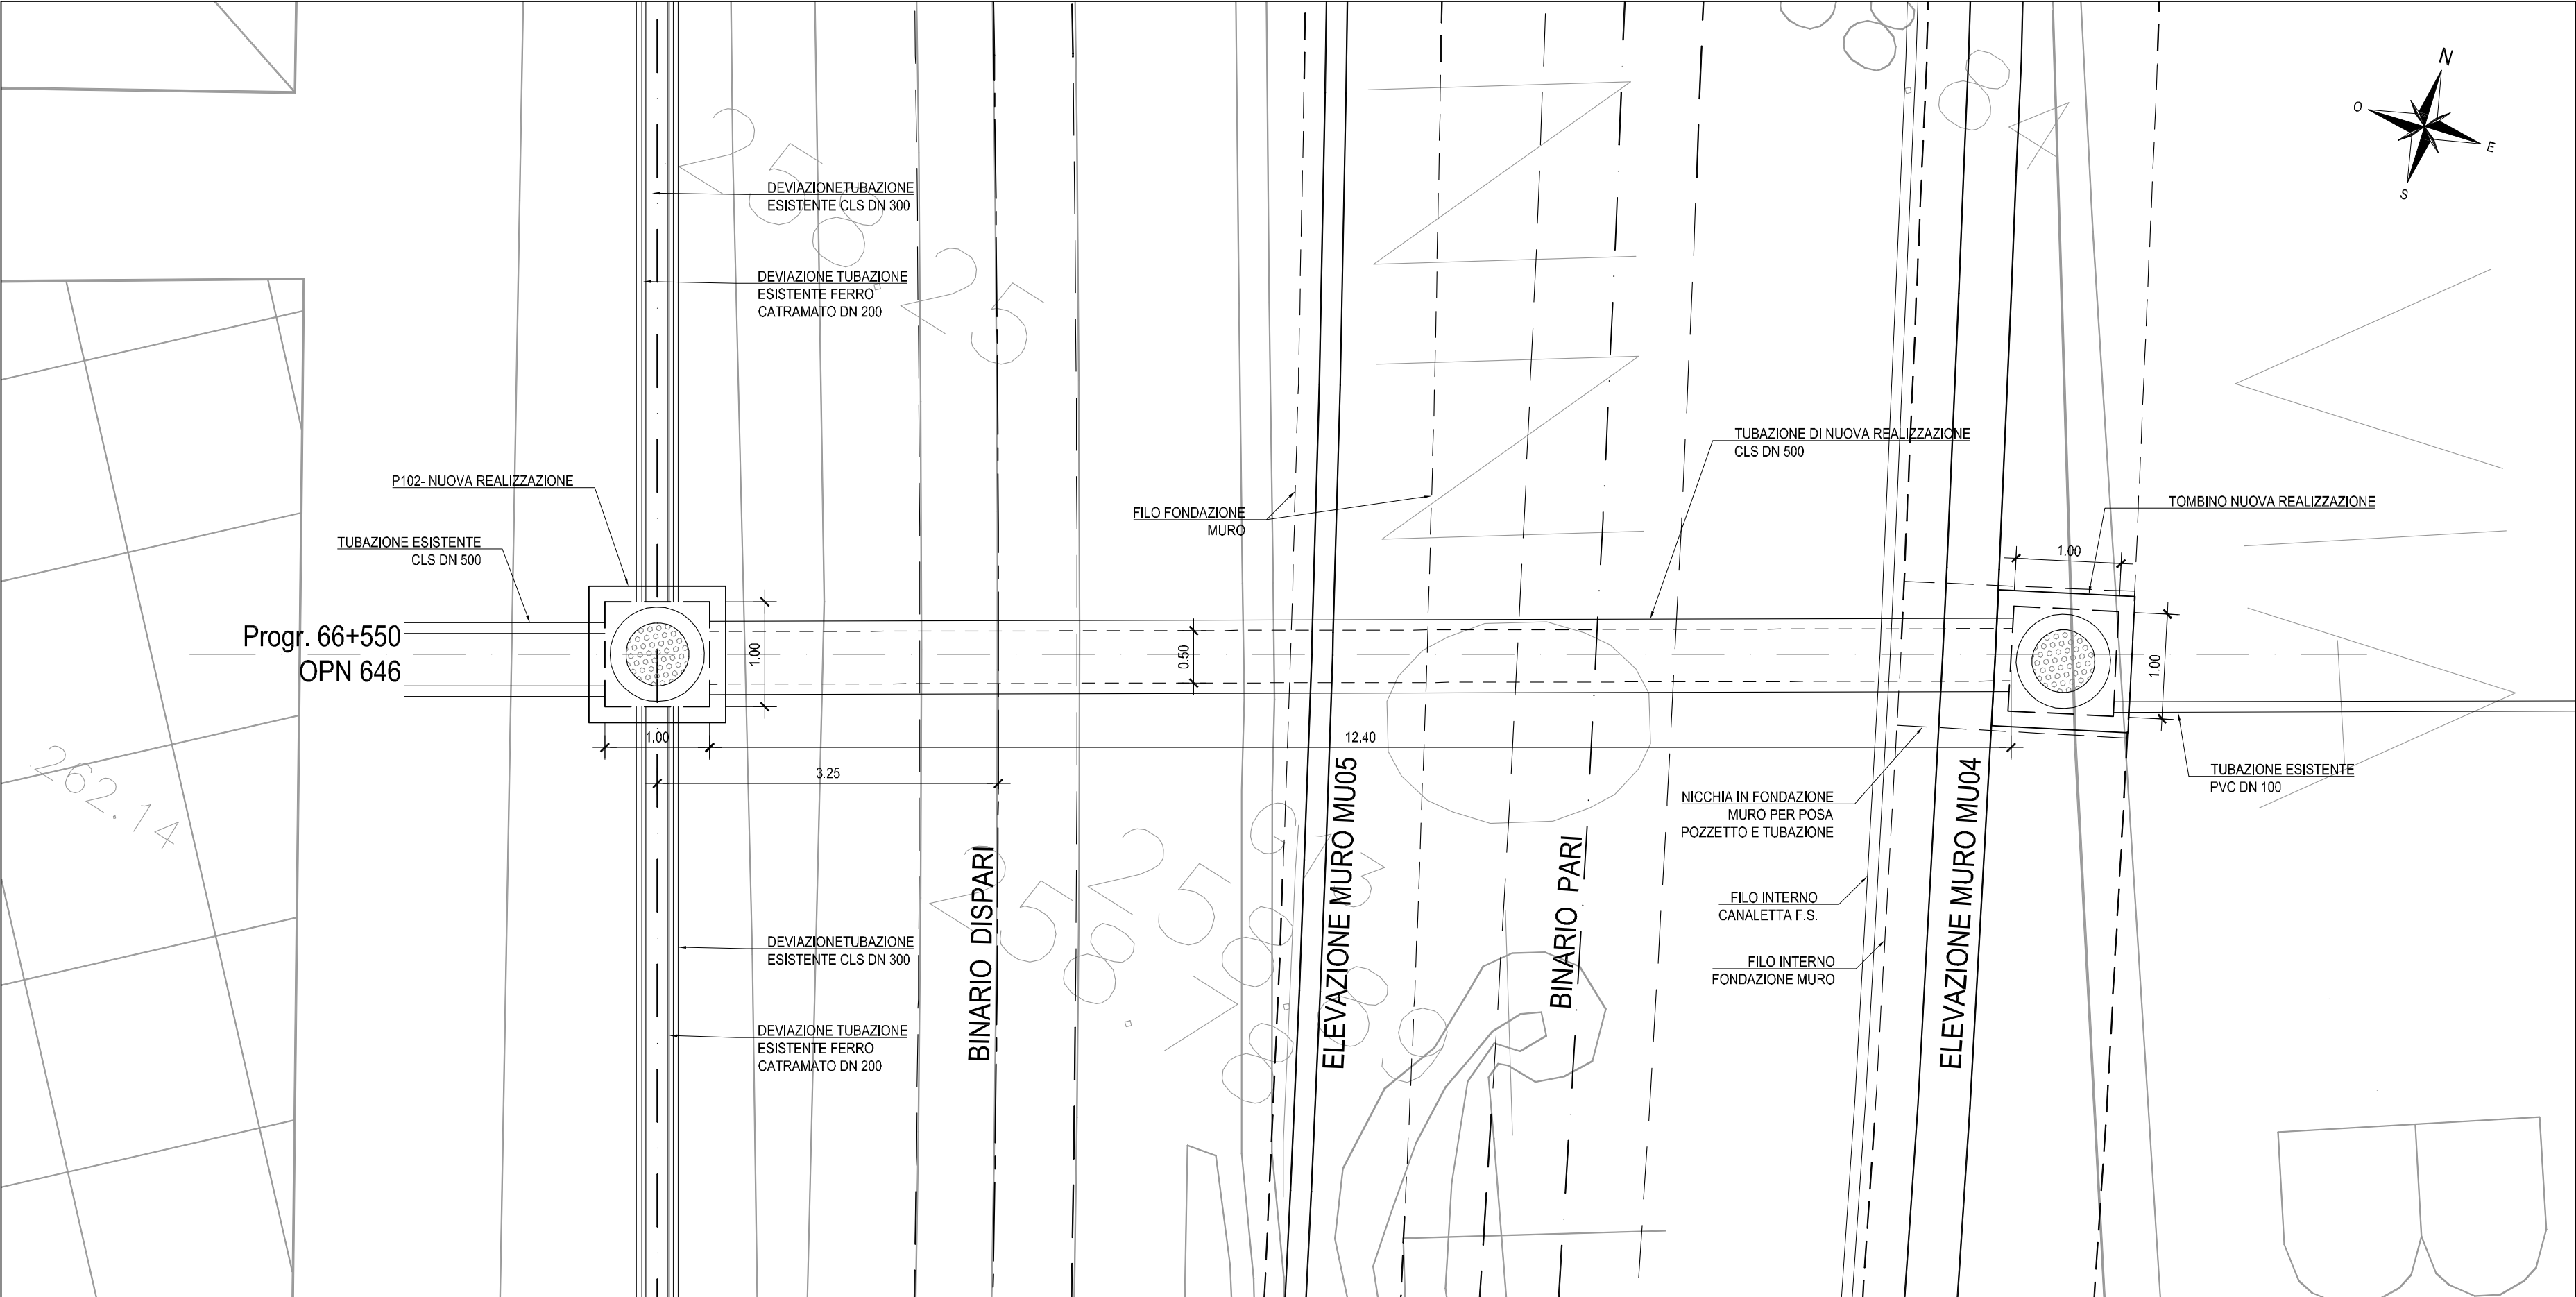 N
O
E
S
DEVIAZIONETUBAZIONE
ESISTENTE CLS DN 300
DEVIAZIONE TUBAZIONE
ESISTENTE FERRO
CATRAMATO DN 200
P102- NUOVA REALIZZAZIONE
TUBAZIONE ESISTENTE
CLS DN 500
Progr. 66+550
OPN 646
FILO FONDAZIONE
MURO
TUBAZIONE DI NUOVA REALIZZAZIONE
CLS DN 500
TOMBINO NUOVA REALIZZAZIONE
1.00
1.00
0.50
1.00
1.00
12.40
3.25
TUBAZIONE ESISTENTE
PVC DN 100
NICCHIA IN FONDAZIONE
MURO PER POSA
POZZETTO E TUBAZIONE
FILO INTERNO
CANALETTA F.S.
FILO INTERNO
FONDAZIONE MURO
BINARIO DISPARI
ELEVAZIONE MURO MU05
BINARIO PARI
ELEVAZIONE MURO MU04
DEVIAZIONETUBAZIONE
ESISTENTE CLS DN 300
DEVIAZIONE TUBAZIONE
ESISTENTE FERRO
CATRAMATO DN 200
262.14